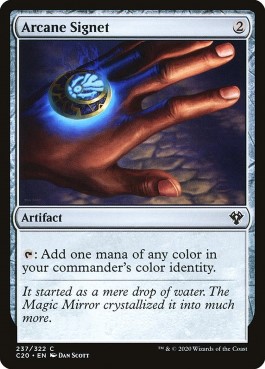 Arcane Signet 2
Artifact
: Add one mana of any color in
your commander's color identity.
It started as a mere drop of water. The
Magic Mirror crystallized it into much
more.
237/322 C
C20 • EN DAN SCOTT
™ & © 2020 Wizards of the Coast